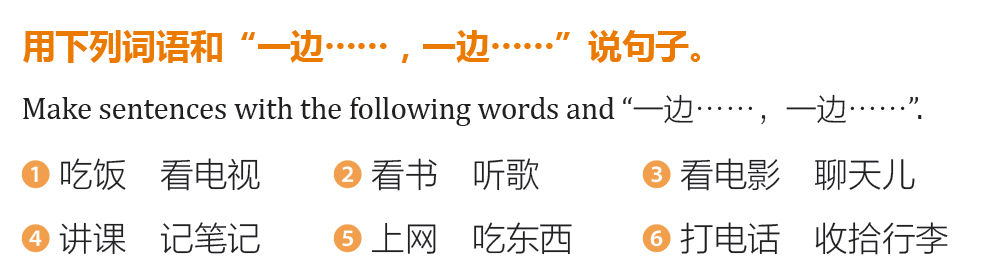 用下列词语和“一边……，一边……”说句子。
Make sentences with the following words and “一边……，一边……”.
1 吃饭 看电视 2 看书 听歌 3 看电影 聊天儿
4 讲课 记笔记 5 上网 吃东西 6 打电话 收拾行李